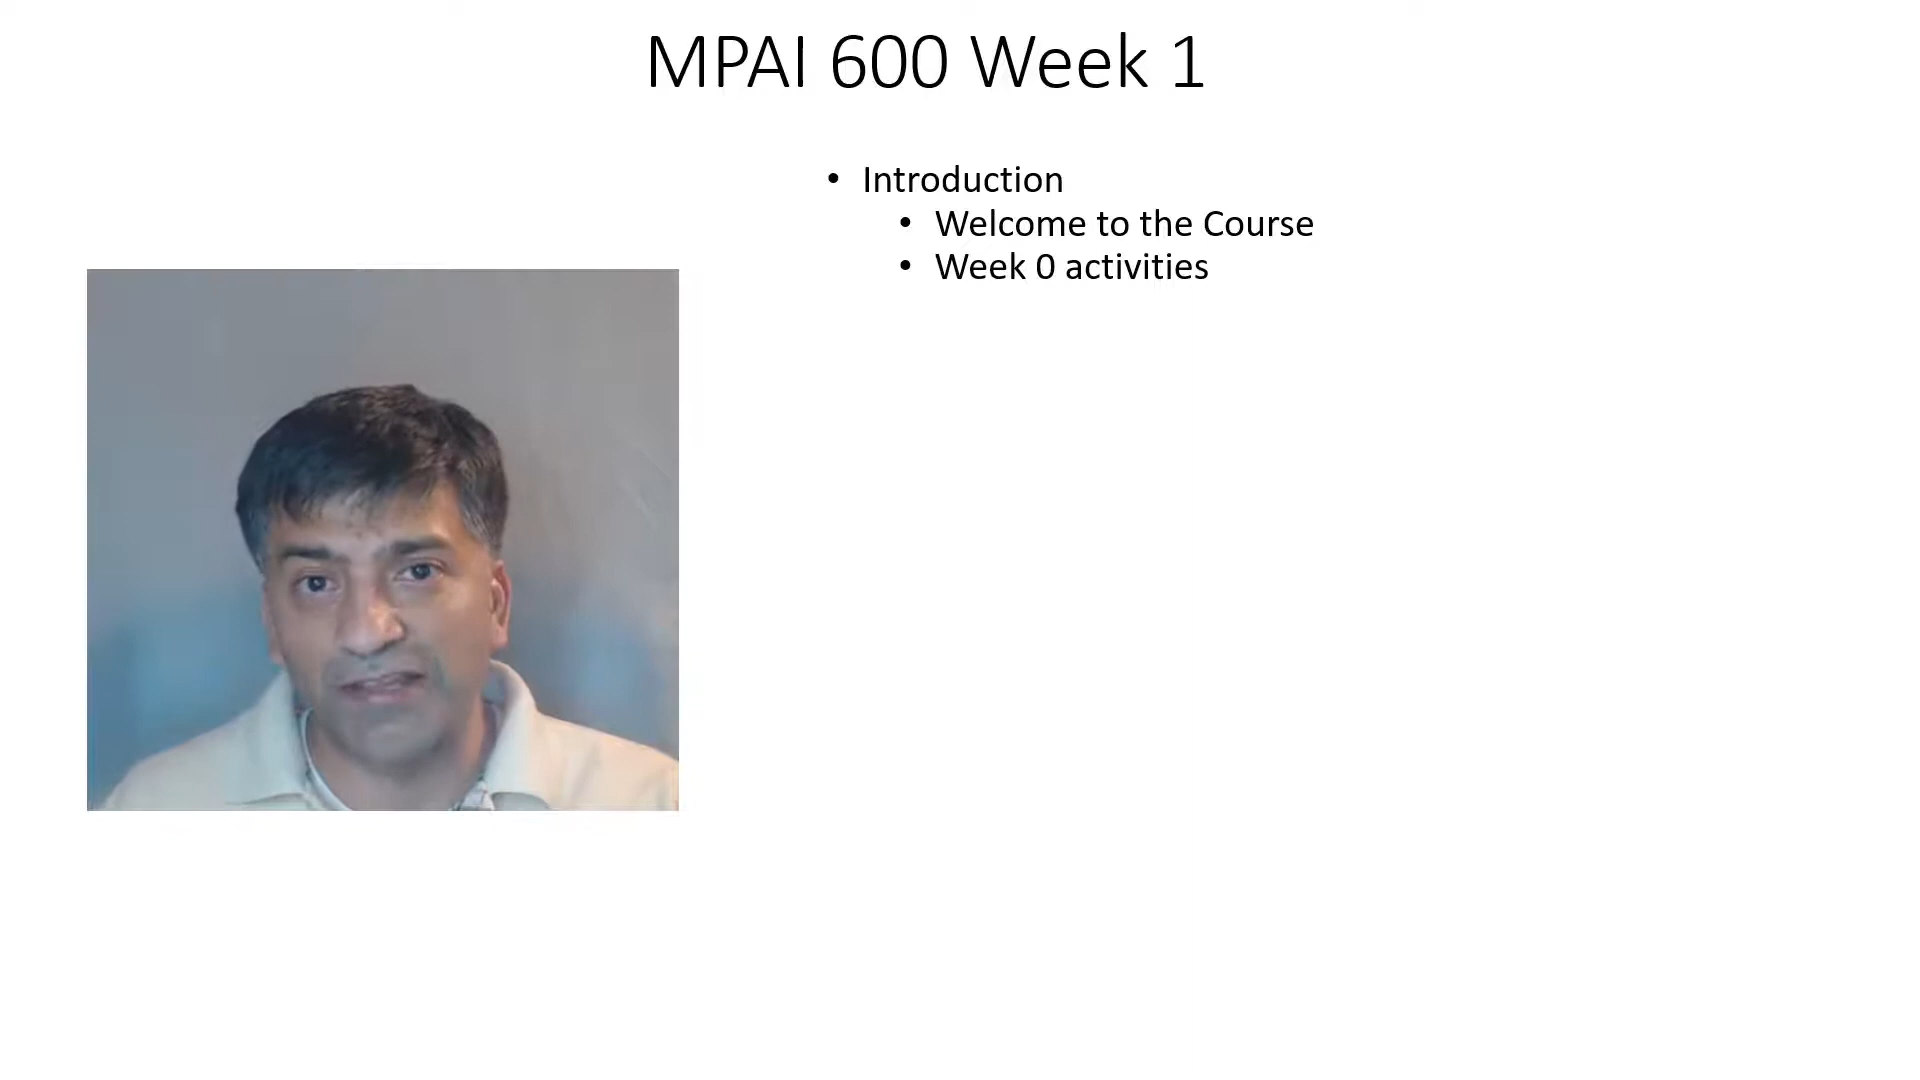 MPAI 600 Week 1
• Introduction
• Welcome to the Course
• Week 0 activities